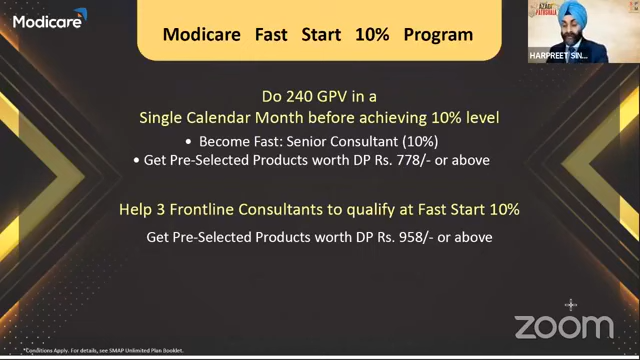 Modicare
Modicare Fast Start 10% Program
AZADI
HARPREET SIN...
Do 240 GPV in a
Single Calendar Month before achieving 10% level
• Become Fast: Senior Consultant (10%)
• Get Pre-Selected Products worth DP Rs. 778/- or above
Help 3 Frontline Consultants to qualify at Fast Start 10%
Get Pre-Selected Products worth DP Rs. 958/- or above
zoom
*Conditions Apply. For details, see SMAP Unlimited Plan Booklet.